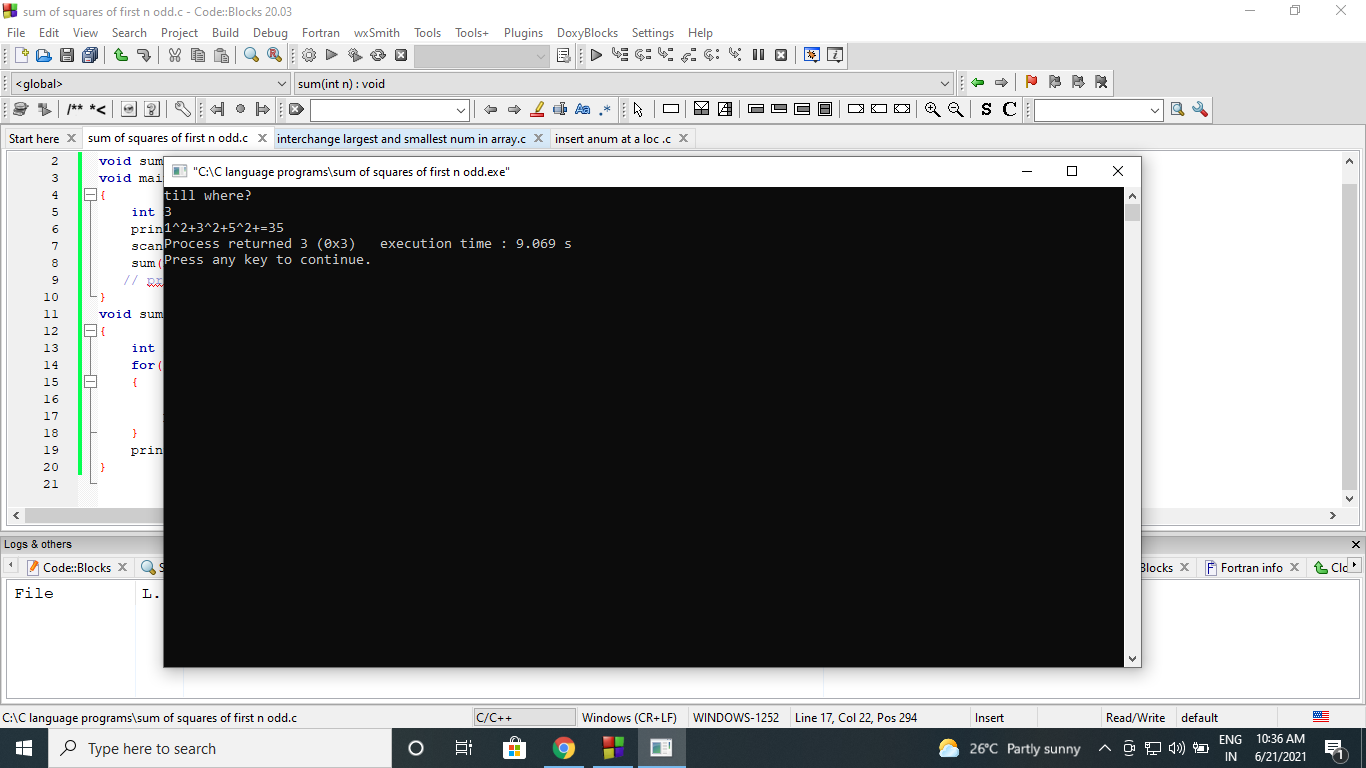 sum of squares of first n odd.c - Code::Blocks 20.03
File Edit View Search Project Build Debug Fortran wxSmith Tools Tools+ Plugins DoxyBlocks Settings Help
<global> sum(int n) : void
/** *< Aa .* S C
Start here sum of squares of first n odd.c interchange largest and smallest num in array.c insert anum at a loc .c
"C:\C language programs\sum of squares of first n odd.exe"
till where?
3
1^2+3^2+5^2+=35
Process returned 3 (0x3)   execution time : 9.069 s
Press any key to continue.
2 void sum
3 void mai
4 {
5 int
6 prin
7 scan
8 sum(
9 // pr
10 }
11 void sum
12 {
13 int
14 for(
15 {
16
17
18 }
19 prin
20 }
21
Logs & others
Code::Blocks S Blocks Fortran info Clc
File L.
C:\C language programs\sum of squares of first n odd.c C/C++ Windows (CR+LF) WINDOWS-1252 Line 17, Col 22, Pos 294 Insert Read/Write default
Type here to search 26°C Partly sunny ENG IN 10:36 AM 6/21/2021 1